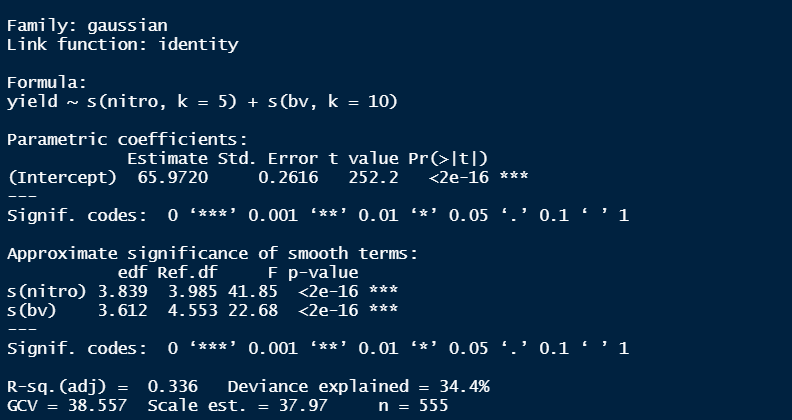 Family: gaussian
Link function: identity
Formula:
yield ~ s(nitro, k = 5) + s(bv, k = 10)
Parametric coefficients:
Estimate Std. Error t value Pr(>|t|)
(Intercept) 65.9720 0.2616 252.2 <2e-16 ***
---
Signif. codes: 0 ‘***’ 0.001 ‘**’ 0.01 ‘*’ 0.05 ‘.’ 0.1 ‘ ’ 1
Approximate significance of smooth terms:
edf Ref.df F p-value
s(nitro) 3.839 3.985 41.85 <2e-16 ***
s(bv) 3.612 4.553 22.68 <2e-16 ***
---
Signif. codes: 0 ‘***’ 0.001 ‘**’ 0.01 ‘*’ 0.05 ‘.’ 0.1 ‘ ’ 1
R-sq.(adj) = 0.336 Deviance explained = 34.4%
GCV = 38.557 Scale est. = 37.97 n = 555